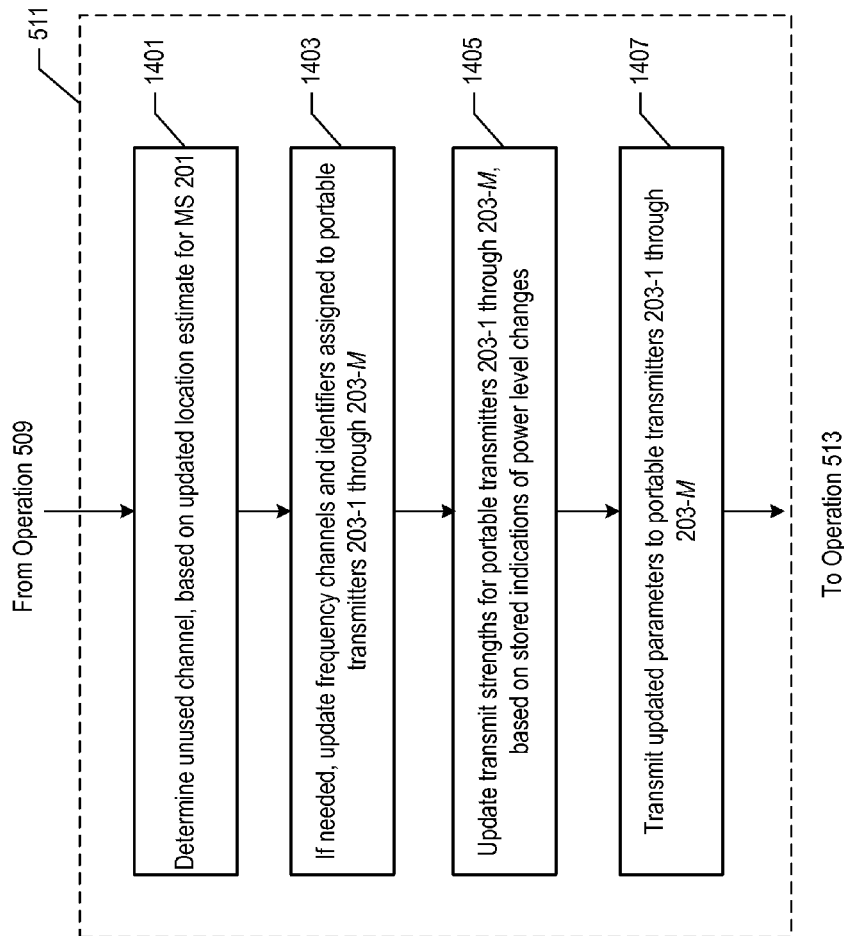 From Operation 509
511
1401
Determine unused channel, based on updated location estimate for MS 201
1403
If needed, update frequency channels and identifiers assigned to portable
transmitters 203-1 through 203-M
1405
Update transmit strengths for portable transmitters 203-1 through 203-M,
based on stored indications of power level changes
1407
Transmit updated parameters to portable transmitters 203-1 through
203-M
To Operation 513